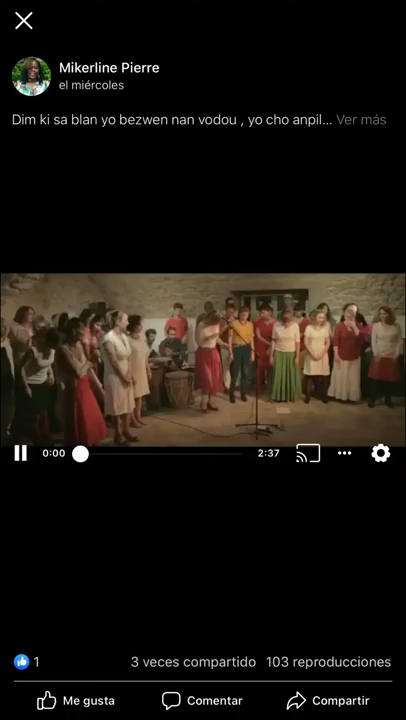 Mikerline Pierre
el miércoles
Dim ki sa blan yo bezwen nan vodou , yo cho anpil... Ver más
0:00 2:37
1 3 veces compartido 103 reproducciones
Me gusta Comentar Compartir